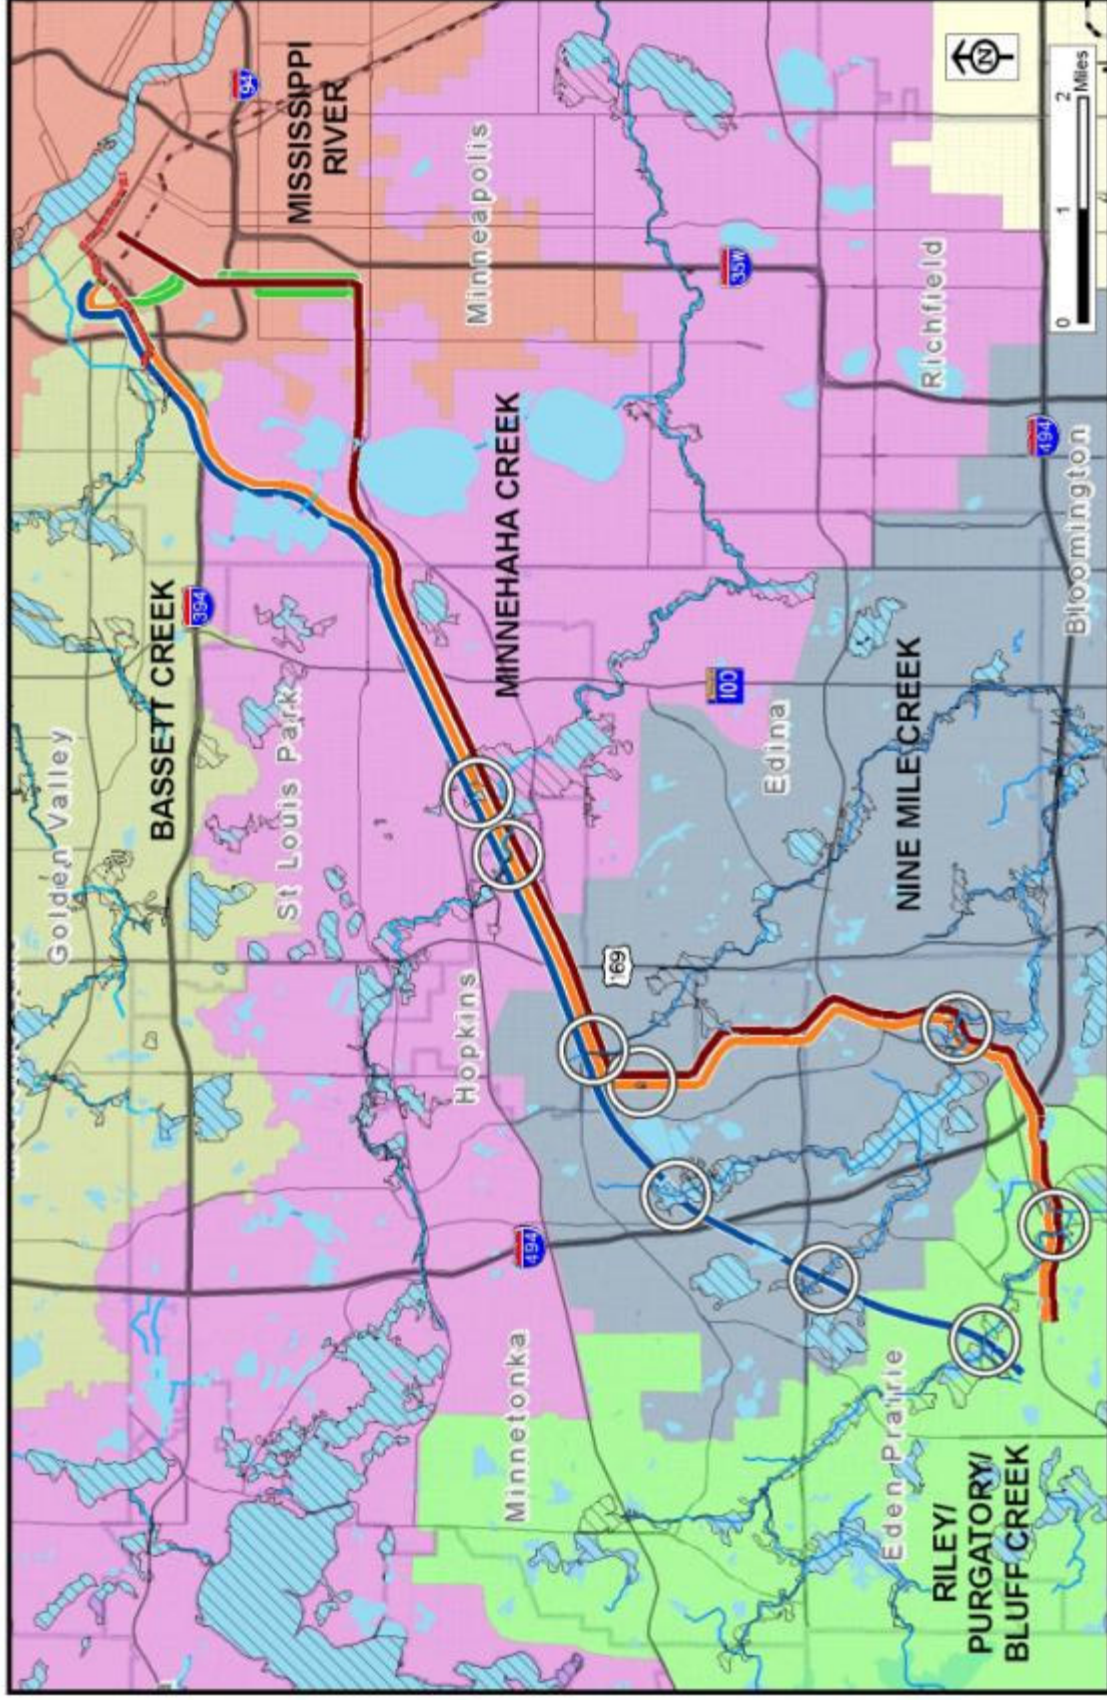 Golden Valley
BASSETT CREEK
394
94
MISSISSIPPI
RIVER
St Louis Park
Minneapolis
Hopkins
MINNEHAHA CREEK
494
Minnetonka
169
100
35W
Edina
Richfield
NINE MILE CREEK
Eden Prairie
494
Bloomington
RILEY/
PURGATORY/
BLUFF CREEK
N
0 1 2
Miles